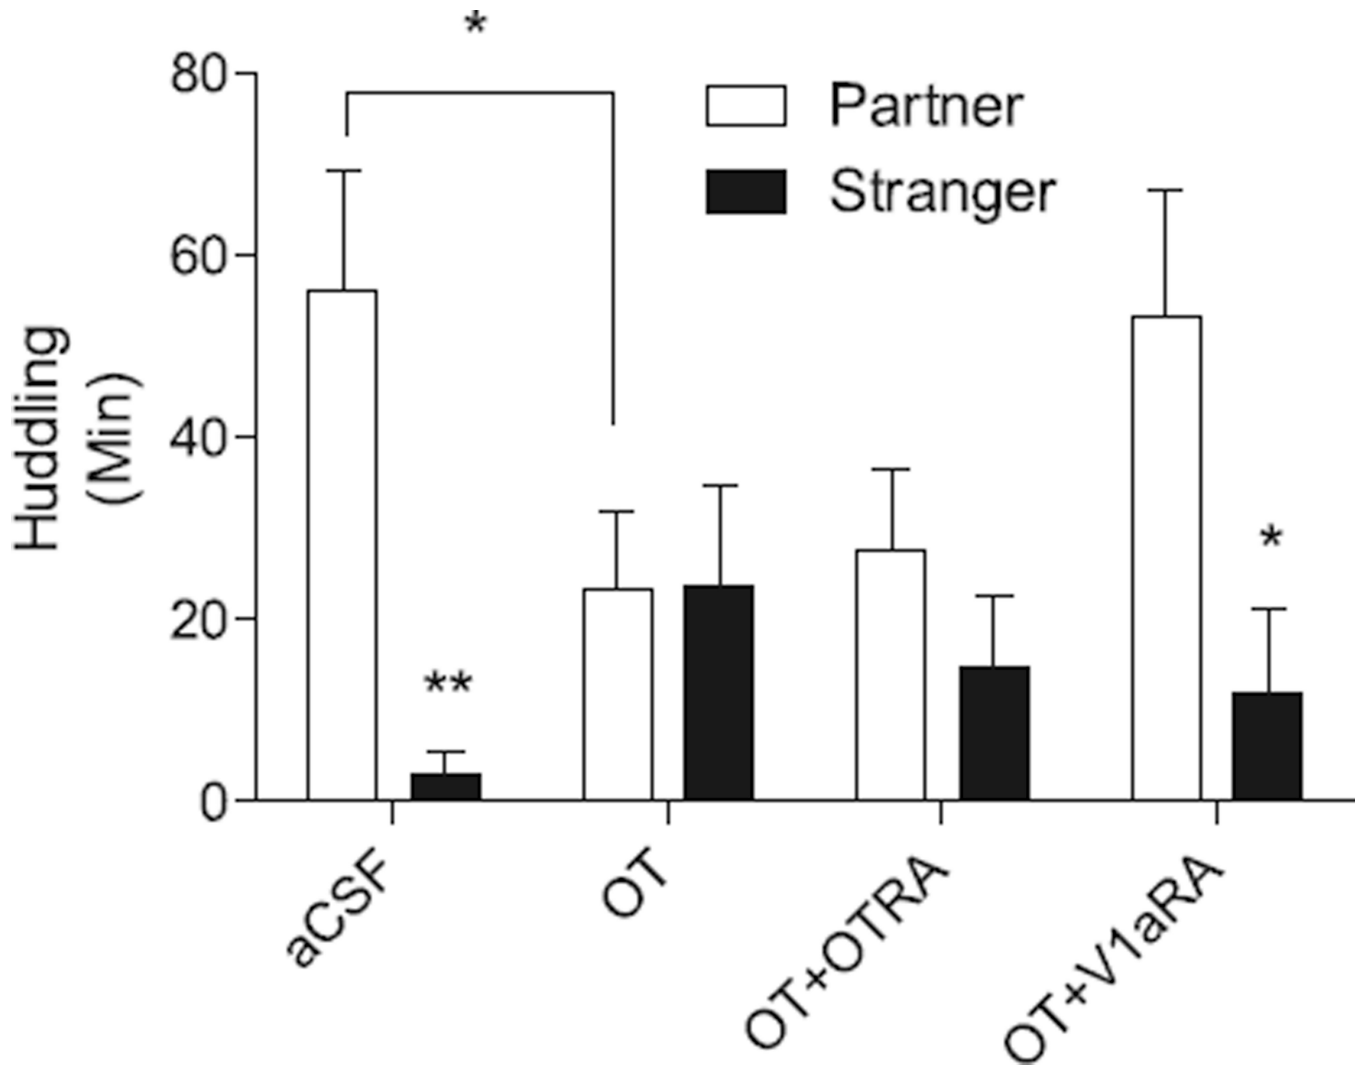 *
80
60
40
20
0
Huddling
(Min)
Partner
Stranger
**
*
aCSF
OT
OT+OTRA
OT+V1aRA